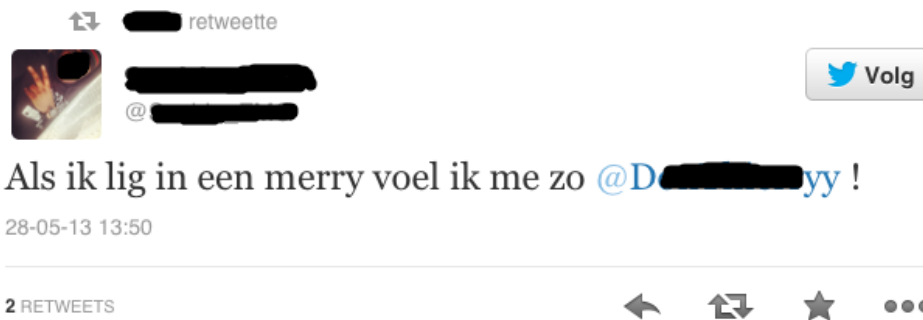 retweette
Volg
@
Als ik lig in een merry voel ik me zo @D yy !
28-05-13 13:50
2 RETWEETS